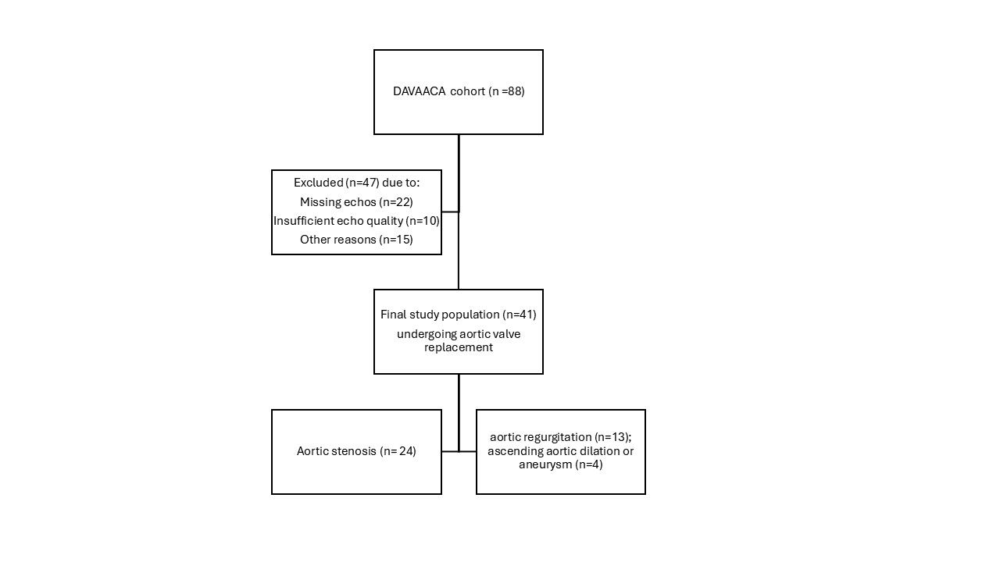 DAVAACA cohort (n =88)
Excluded (n=47) due to:
Missing echos (n=22)
Insufficient echo quality (n=10)
Other reasons (n=15)
Final study population (n=41)
undergoing aortic valve
replacement
Aortic stenosis (n= 24)
aortic regurgitation (n=13);
ascending aortic dilation or
aneurysm (n=4)